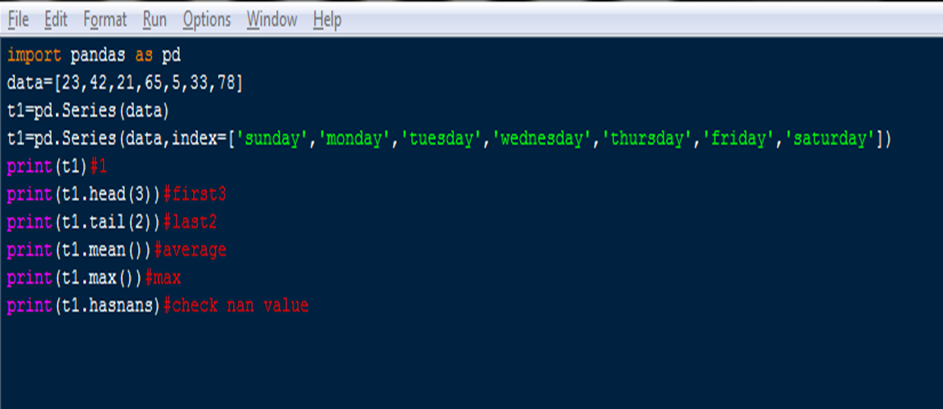 File Edit Format Run Options Window Help
import pandas as pd
data=[23,42,21,65,5,33,78]
t1=pd.Series(data)
t1=pd.Series(data,index=['sunday','monday','tuesday','wednesday','thursday','friday','saturday'])
print(t1)#1
print(t1.head(3))#first3
print(t1.tail(2))#last2
print(t1.mean())#average
print(t1.max())#max
print(t1.hasnans)#check nan value